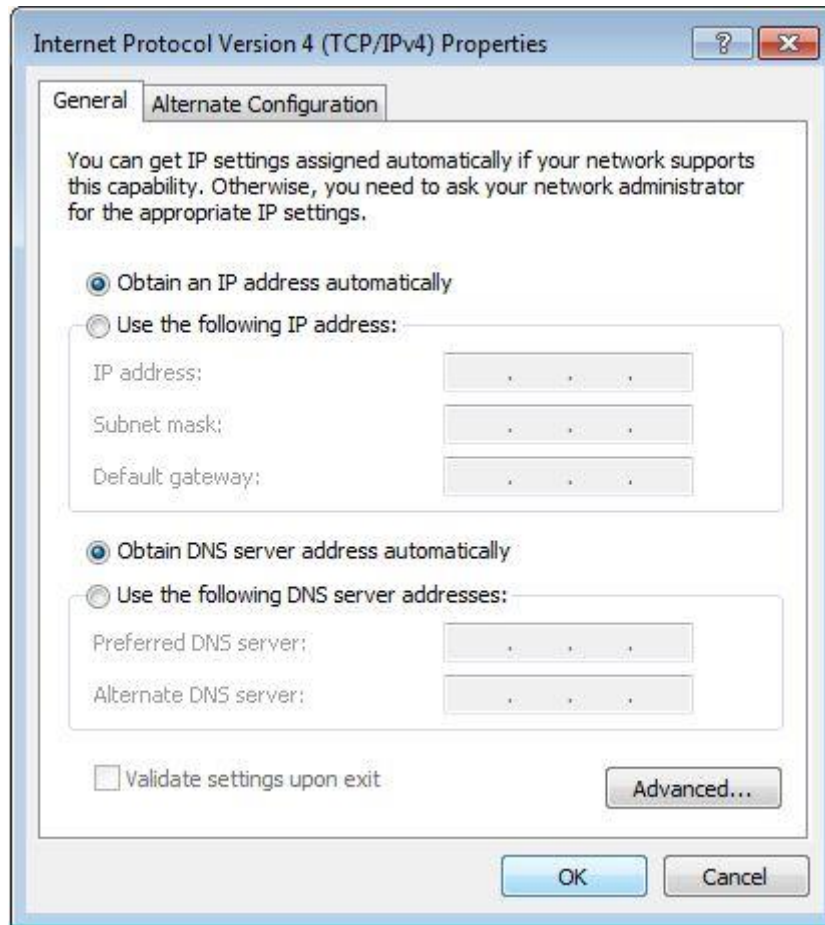 Internet Protocol Version 4 (TCP/IPv4) Properties
General
Alternate Configuration
You can get IP settings assigned automatically if your network supports
this capability. Otherwise, you need to ask your network administrator
for the appropriate IP settings.
Obtain an IP address automatically
Use the following IP address:
IP address:
Subnet mask:
Default gateway:
Obtain DNS server address automatically
Use the following DNS server addresses:
Preferred DNS server:
Alternate DNS server:
Validate settings upon exit
Advanced...
OK
Cancel